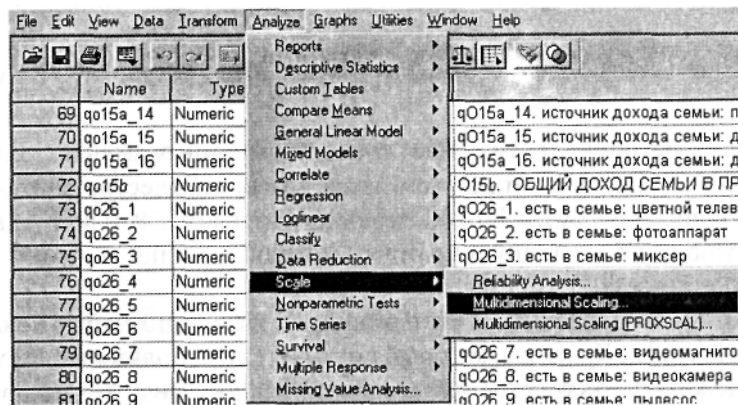 File Edit View Data Transform Analyze Graphs Utilities Window Help
Name Type
69 qo15a_14 Numeric
70 qo15a_15 Numeric
71 qo15a_16 Numeric
72 qo15b Numeric
73 qo26_1 Numeric
74 qo26_2 Numeric
75 qo26_3 Numeric
76 qo26_4 Numeric
77 qo26_5 Numeric
78 qo26_6 Numeric
79 qo26_7 Numeric
80 qo26_8 Numeric
81 qo26_9 Numeric
Reports
Descriptive Statistics
Custom Tables
Compare Means
General Linear Model
Mixed Models
Correlate
Regression
Loglinear
Classify
Data Reduction
Scale
Nonparametric Tests
Time Series
Survival
Multiple Response
Missing Value Analysis...
Reliability Analysis...
Multidimensional Scaling...
Multidimensional Scaling (PROXSCAL)...
qO15a_14. источник дохода семьи: п
qO15a_15. источник дохода семьи: д
qO15a_16. источник дохода семьи: д
O15b. ОБЩИЙ ДОХОД СЕМЬИ В ПР
qO26_1. есть в семье: цветной телев
qO26_2. есть в семье: фотоаппарат
qO26_3. есть в семье: миксер
qO26_7. есть в семье: видеомагнито
qO26_8. есть в семье: видеокамера
qO26_9. есть в семье: пылесос